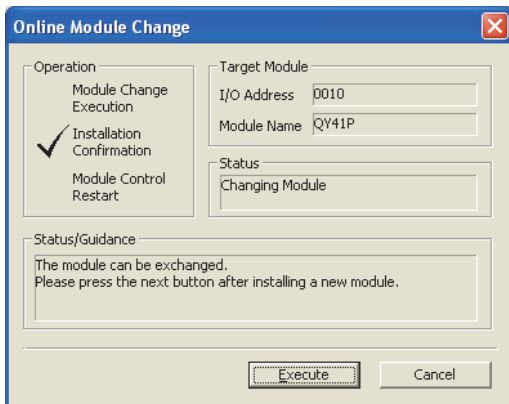 Online Module Change
Operation
Module Change
Execution
Installation
Confirmation
Module Control
Restart
Target Module
I/O Address 0010
Module Name QY41P
Status
Changing Module
Status/Guidance
The module can be exchanged.
Please press the next button after installing a new module.
Execute
Cancel